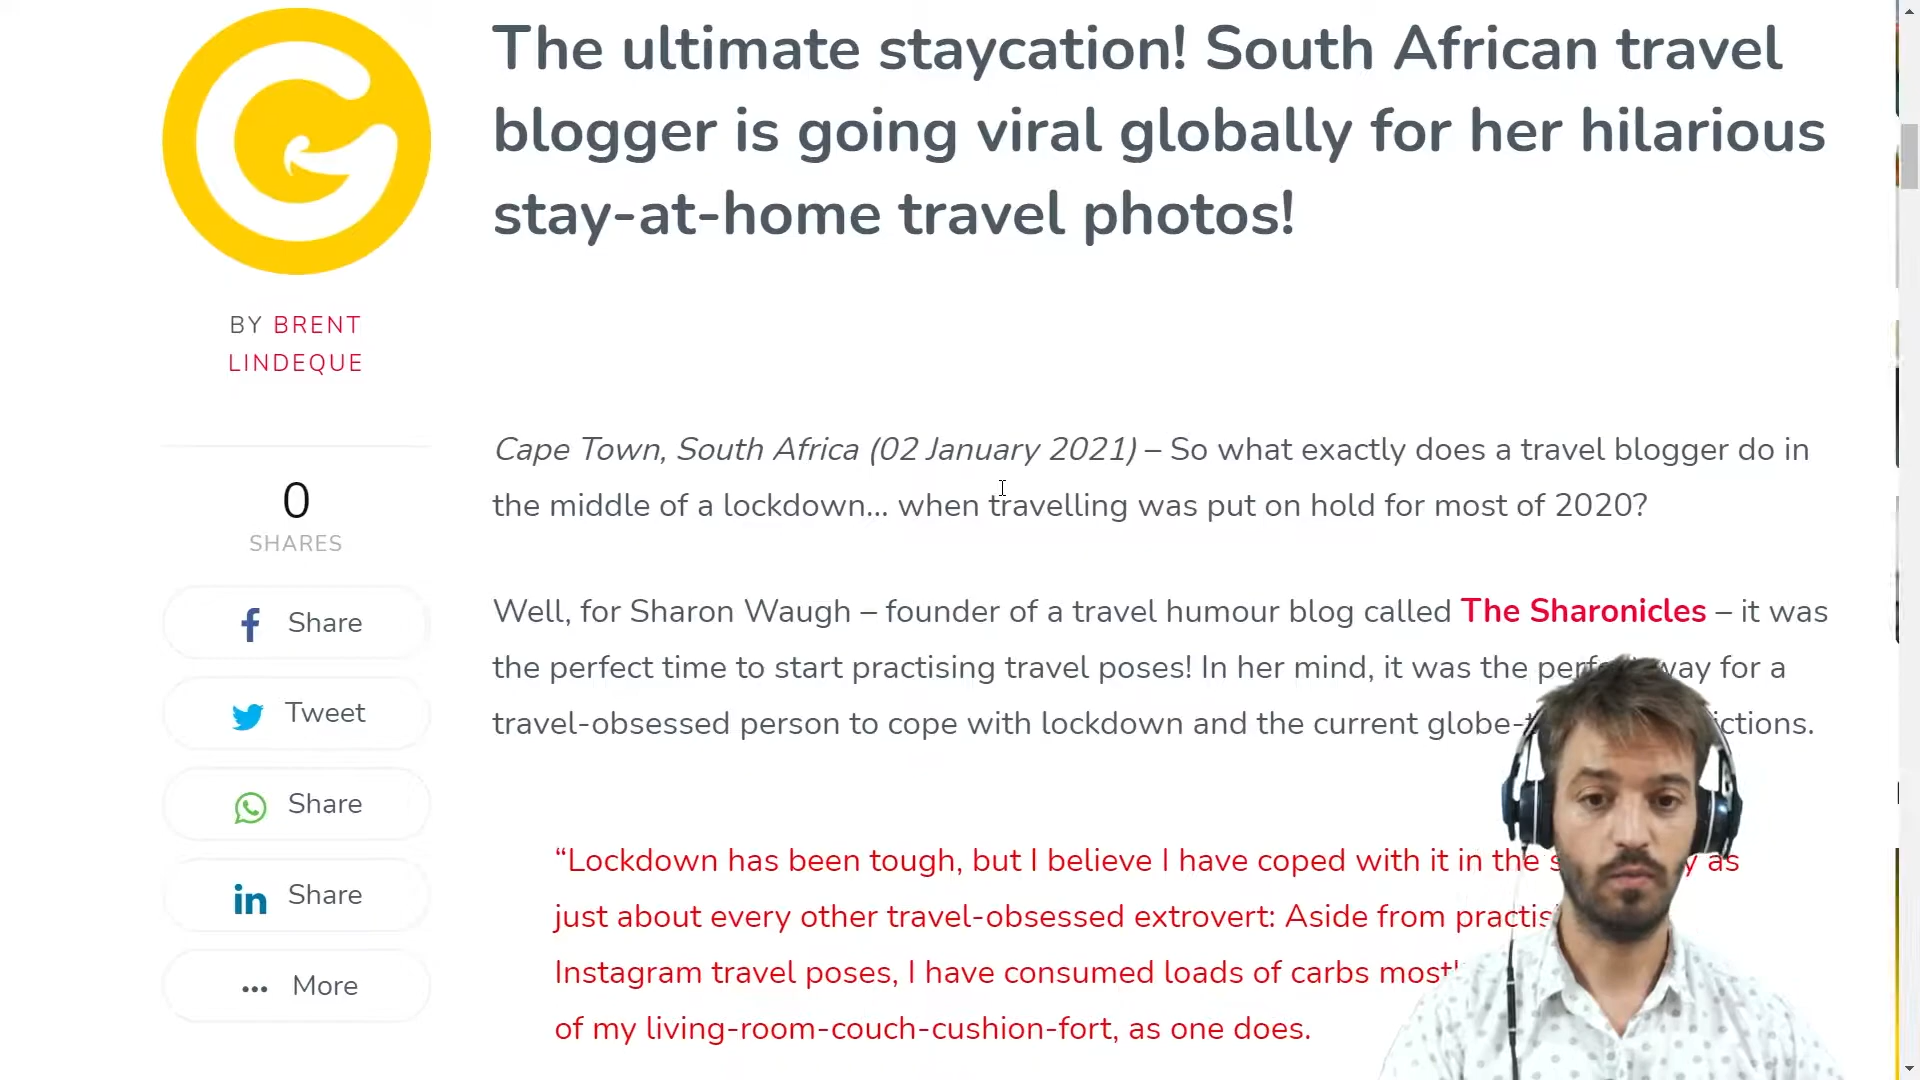 The ultimate staycation! South African travel
blogger is going viral globally for her hilarious
stay-at-home travel photos!
BY BRENT
LINDEQUE
0
SHARES
Share
Tweet
Share
Share
More
Cape Town, South Africa (02 January 2021) – So what exactly does a travel blogger do in
the middle of a lockdown… when travelling was put on hold for most of 2020?
Well, for Sharon Waugh – founder of a travel humour blog called The Sharonicles – it was
the perfect time to start practising travel poses! In her mind, it was the way for a
travel-obsessed person to cope with lockdown and the current
“Lockdown has been tough, but I believe I have coped with it in the as
just about every other travel-obsessed extrovert: Aside from
Instagram travel poses, I have consumed loads of carbs
of my living-room-couch-cushion-fort, as one does.